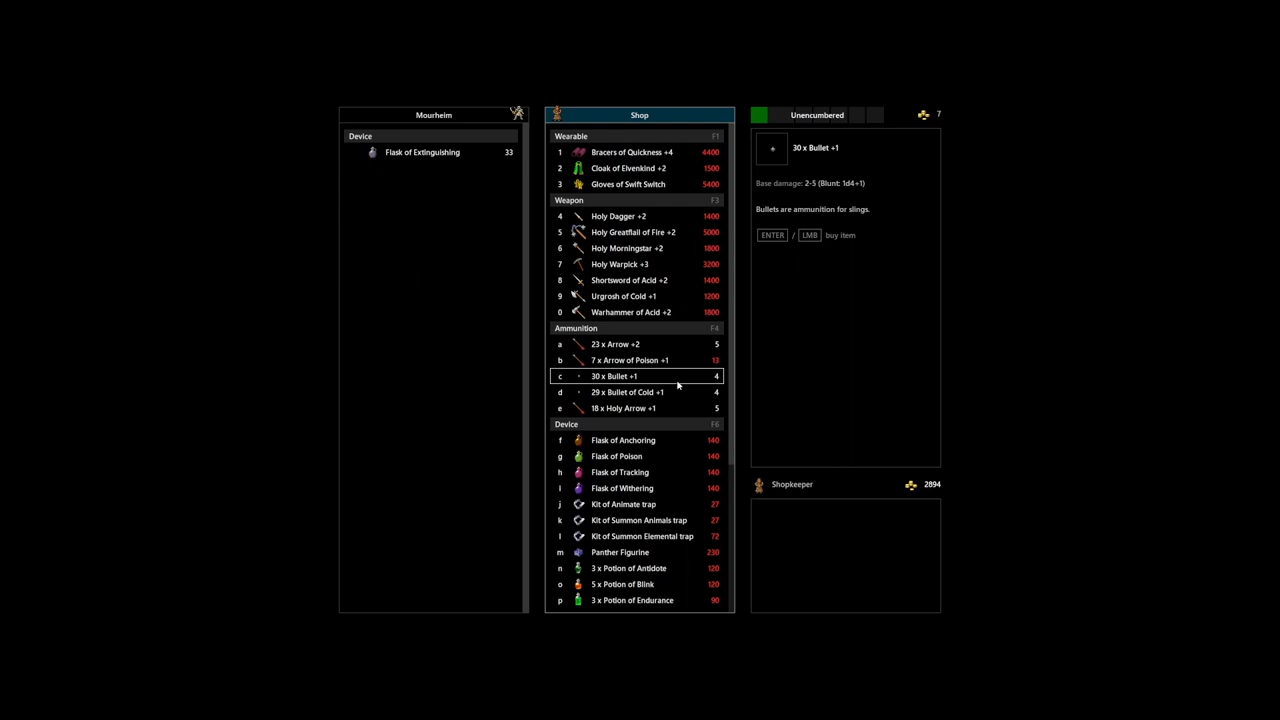 Mourheim
Device
Flask of Extinguishing 33
Shop
Wearable F1
1 Bracers of Quickness +4 4400
2 Cloak of Elvenkind +2 1500
3 Gloves of Swift Switch 5400
Weapon F3
4 Holy Dagger +2 1400
5 Holy Greatflail of Fire +2 5000
6 Holy Morningstar +2 1800
7 Holy Warpick +3 3200
8 Shortsword of Acid +2 1400
9 Urgrosh of Cold +1 1200
0 Warhammer of Acid +2 1800
Ammunition F4
a 23 x Arrow +2 5
b 7 x Arrow of Poison +1 13
c 30 x Bullet +1 4
d 29 x Bullet of Cold +1 4
e 18 x Holy Arrow +1 5
Device F6
f Flask of Anchoring 140
g Flask of Poison 140
h Flask of Tracking 140
i Flask of Withering 140
j Kit of Animate trap 27
k Kit of Summon Animals trap 27
l Kit of Summon Elemental trap 72
m Panther Figurine 230
n 3 x Potion of Antidote 120
o 5 x Potion of Blink 120
p 3 x Potion of Endurance 90
Unencumbered 7
30 x Bullet +1
Base damage: 2-5 (Blunt: 1d4+1)
Bullets are ammunition for slings.
ENTER / LMB buy item
Shopkeeper 2894